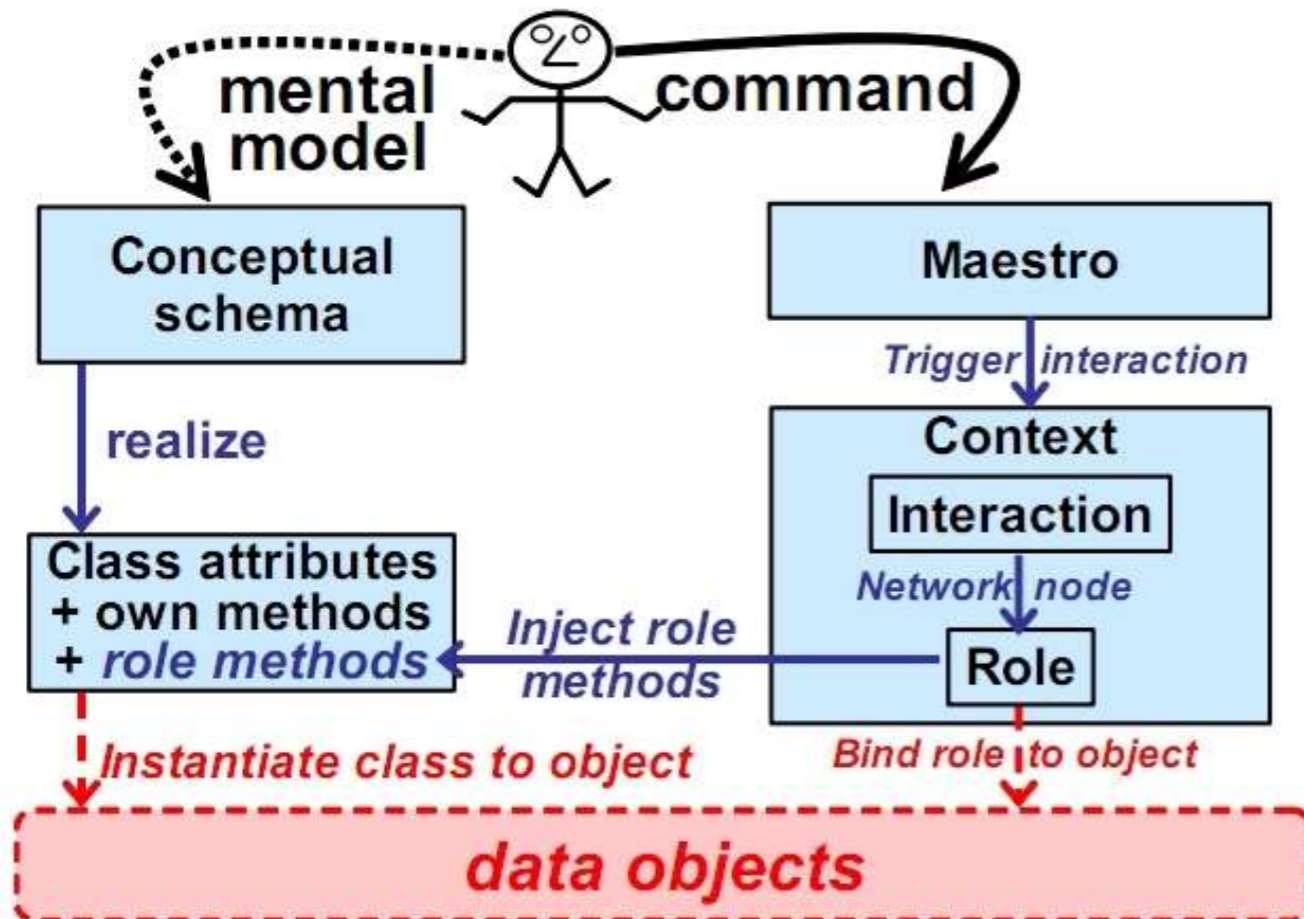 mental
model
command
Conceptual
schema
Maestro
Trigger interaction
realize
Context
Interaction
Network node
Role
Class attributes
+ own methods
+ role methods
Inject role
methods
Instantiate class to object
Bind role to object
data objects